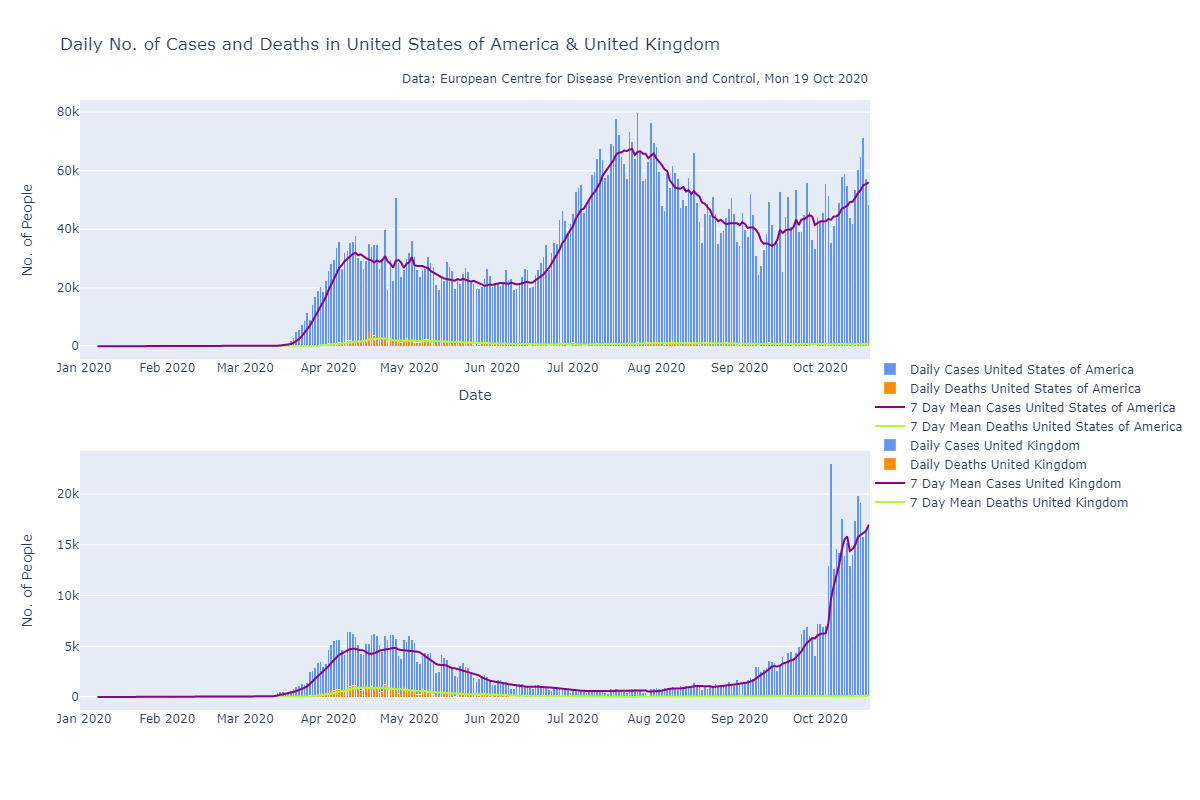 Daily No. of Cases and Deaths in United States of America & United Kingdom
Data: European Centre for Disease Prevention and Control, Mon 19 Oct 2020
80k
60k
40k
20k
0
No. of People
Jan 2020 Feb 2020 Mar 2020 Apr 2020 May 2020 Jun 2020 Jul 2020 Aug 2020 Sep 2020 Oct 2020
Date
Daily Cases United States of America
Daily Deaths United States of America
7 Day Mean Cases United States of America
7 Day Mean Deaths United States of America
Daily Cases United Kingdom
Daily Deaths United Kingdom
7 Day Mean Cases United Kingdom
7 Day Mean Deaths United Kingdom
20k
15k
10k
5k
0
No. of People
Jan 2020 Feb 2020 Mar 2020 Apr 2020 May 2020 Jun 2020 Jul 2020 Aug 2020 Sep 2020 Oct 2020